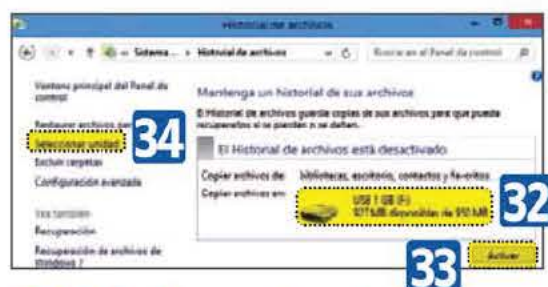 Historial de archivos
Sistema... Historial de archivos
Buscar en el Panel de control
Ventana principal del Panel de
control
Mantenga un historial de sus archivos
El Historial de archivos guarda copias de sus archivos para que pueda
recuperarlos si se pierden o se dañan.
Restaurar archivos
34
Seleccionar unidad
Excluir carpetas
Configuración avanzada
El Historial de archivos está desactivado
Copiar archivos de: bibliotecas, escritorio, contactos y favoritos
Copiar archivos en:
USB 1 GB (F:)
disponibles de 950 MB
32
Vea también
Recuperación
Recuperación de archivos de
Windows 7
33
Activar